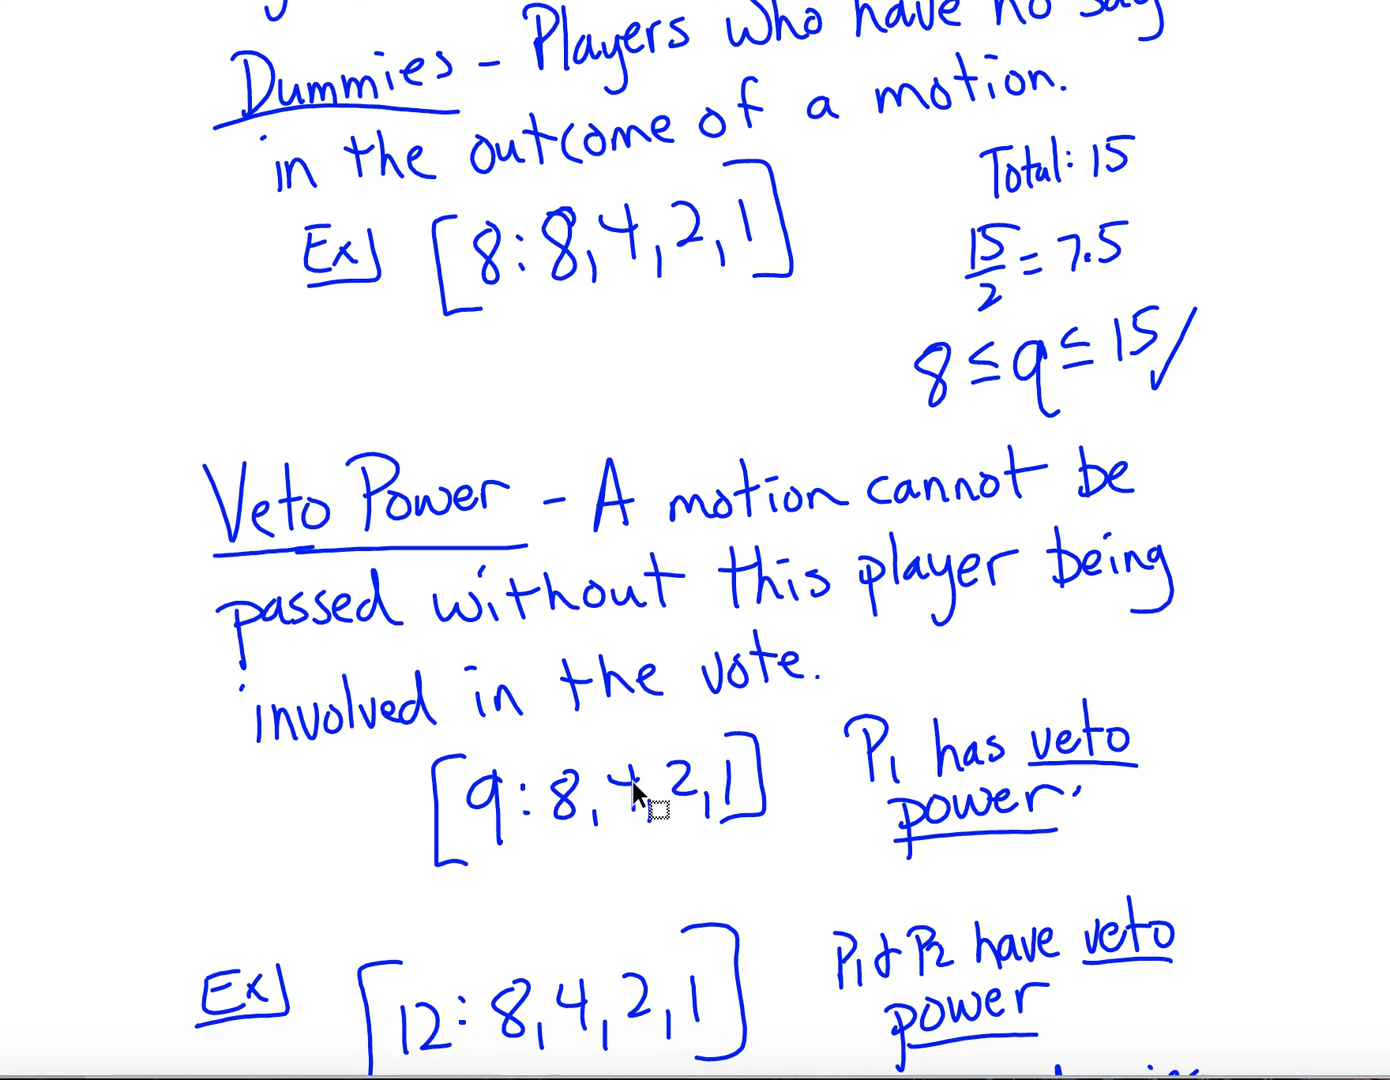 Dummies - Players who have no say
in the outcome of a motion.
Total: 15
Ex] [8: 8, 4, 2, 1]
15/2 = 7.5
8 ≤ q ≤ 15 ✓
Veto Power - A motion cannot be
passed without this player being
involved in the vote.
[9: 8, 4, 2, 1] P1 has veto
power.
Ex] [12: 8, 4, 2, 1] P1 & P2 have veto
power